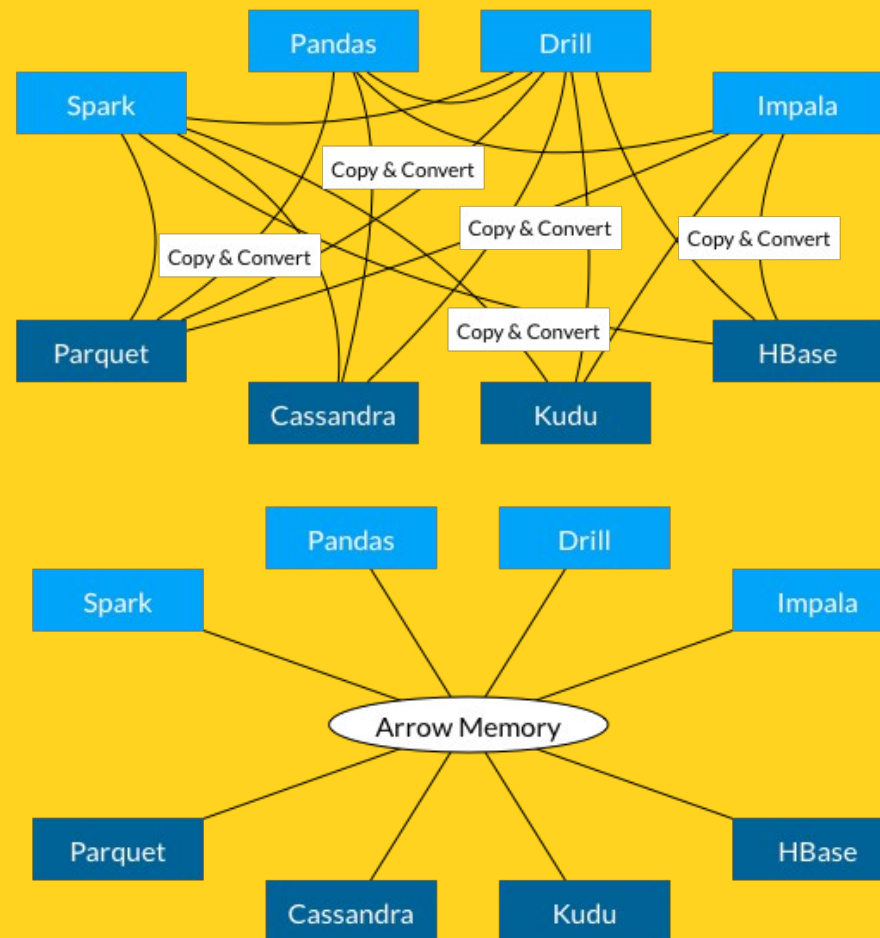 Pandas
Drill
Spark
Impala
Copy & Convert
Copy & Convert
Copy & Convert
Copy & Convert
Copy & Convert
Parquet
HBase
Cassandra
Kudu
Pandas
Drill
Spark
Impala
Arrow Memory
Parquet
HBase
Cassandra
Kudu